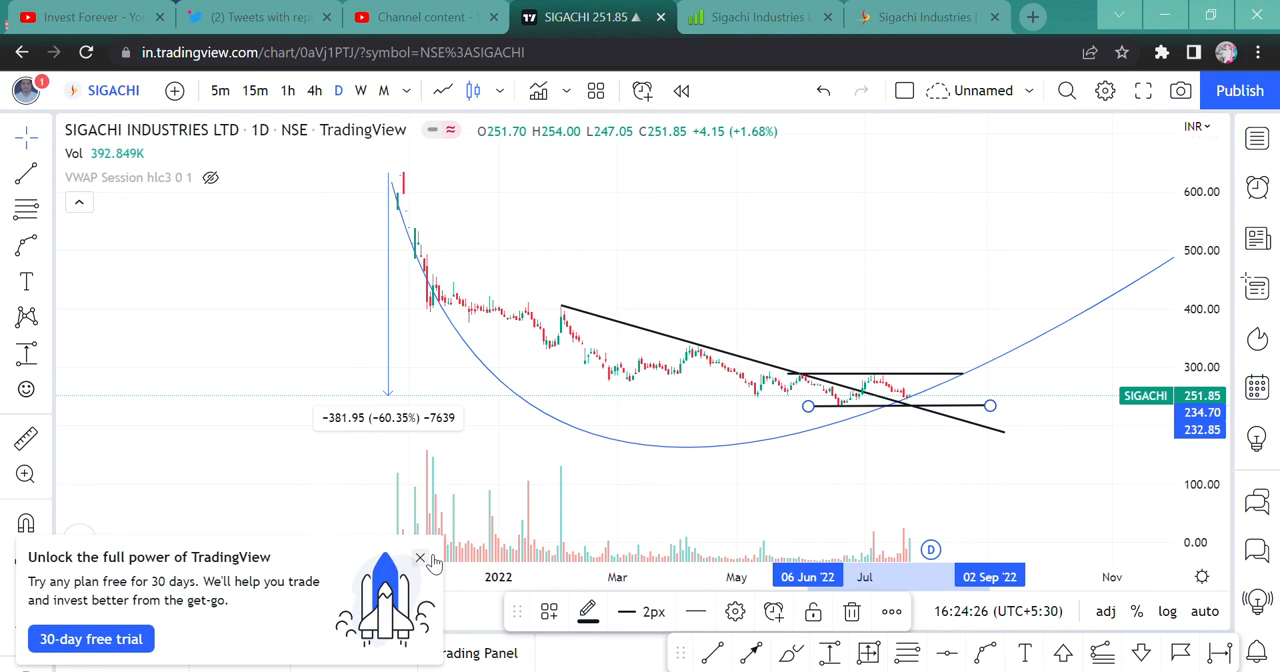 Invest Forever - You
(2) Tweets with repl
Channel content - Y
SIGACHI 251.85 ▲
Sigachi Industries L
Sigachi Industries |
in.tradingview.com/chart/0aVj1PTJ/?symbol=NSE%3ASIGACHI
1
SIGACHI
5m 15m 1h 4h D W M
Unnamed
Publish
SIGACHI INDUSTRIES LTD · 1D · NSE · TradingView
O251.70 H254.00 L247.05 C251.85 +4.15 (+1.68%)
INR
Vol 392.849K
VWAP Session hlc3 0 1
600.00
500.00
400.00
300.00
SIGACHI 251.85
234.70
232.85
-381.95 (-60.35%) -7639
100.00
0.00
D
Unlock the full power of TradingView
Try any plan free for 30 days. We'll help you trade
and invest better from the get-go.
30-day free trial
2022 Mar May 06 Jun '22 Jul 02 Sep '22 Nov
2px
16:24:26 (UTC+5:30) adj % log auto
rading Panel